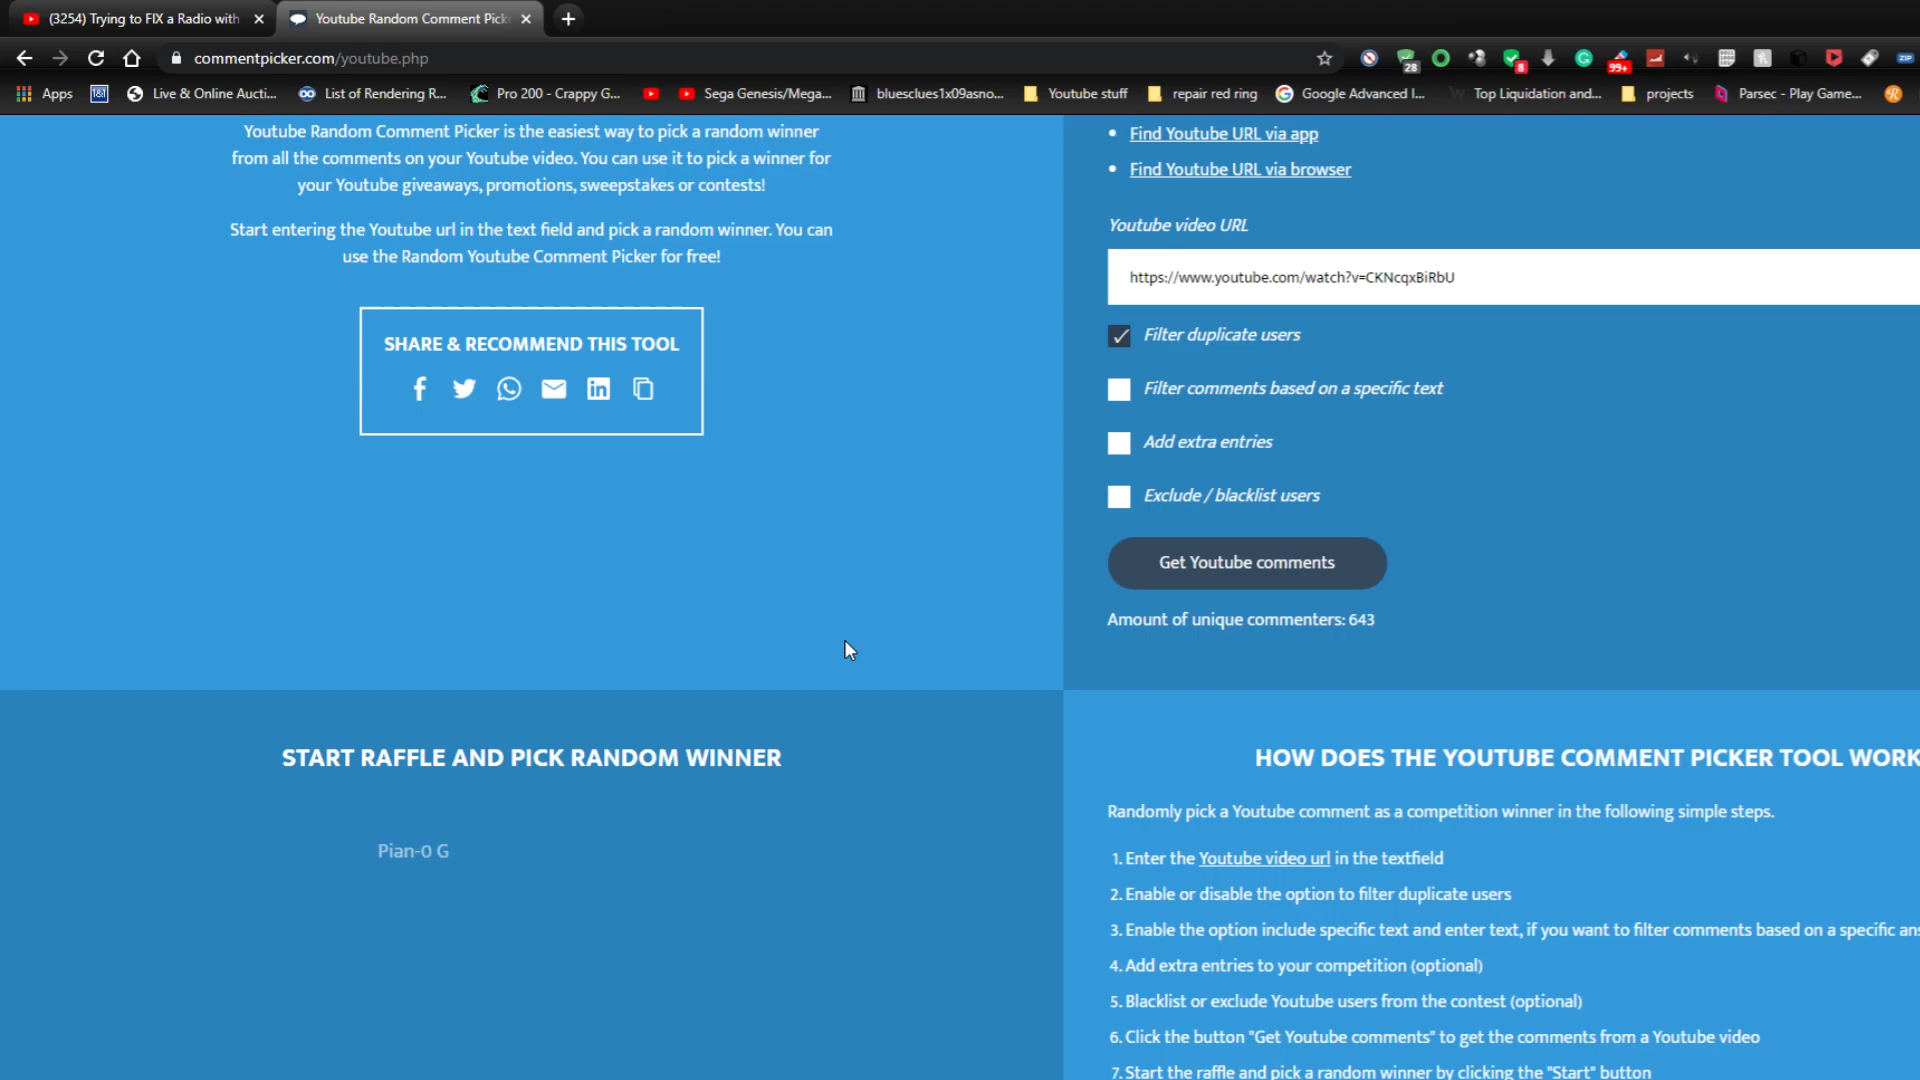 (3254) Trying to FIX a Radio with
Youtube Random Comment Pick
commentpicker.com/youtube.php
28
8
99+
ZIP
Apps
1&1
Live & Online Aucti...
List of Rendering R...
Pro 200 - Crappy G...
Sega Genesis/Mega...
bluesclues1x09asno...
Youtube stuff
repair red ring
Google Advanced I...
Top Liquidation and...
projects
Parsec - Play Game...
Youtube Random Comment Picker is the easiest way to pick a random winner
from all the comments on your Youtube video. You can use it to pick a winner for
your Youtube giveaways, promotions, sweepstakes or contests!
Start entering the Youtube url in the text field and pick a random winner. You can
use the Random Youtube Comment Picker for free!
SHARE & RECOMMEND THIS TOOL
Find Youtube URL via app
Find Youtube URL via browser
Youtube video URL
https://www.youtube.com/watch?v=CKNcqxBiRbU
Filter duplicate users
Filter comments based on a specific text
Add extra entries
Exclude / blacklist users
Get Youtube comments
Amount of unique commenters: 643
START RAFFLE AND PICK RANDOM WINNER
Pian-0 G
HOW DOES THE YOUTUBE COMMENT PICKER TOOL WORK
Randomly pick a Youtube comment as a competition winner in the following simple steps.
1. Enter the Youtube video url in the textfield
2. Enable or disable the option to filter duplicate users
3. Enable the option include specific text and enter text, if you want to filter comments based on a specific ans
4. Add extra entries to your competition (optional)
5. Blacklist or exclude Youtube users from the contest (optional)
6. Click the button "Get Youtube comments" to get the comments from a Youtube video
7. Start the raffle and pick a random winner by clicking the "Start" button